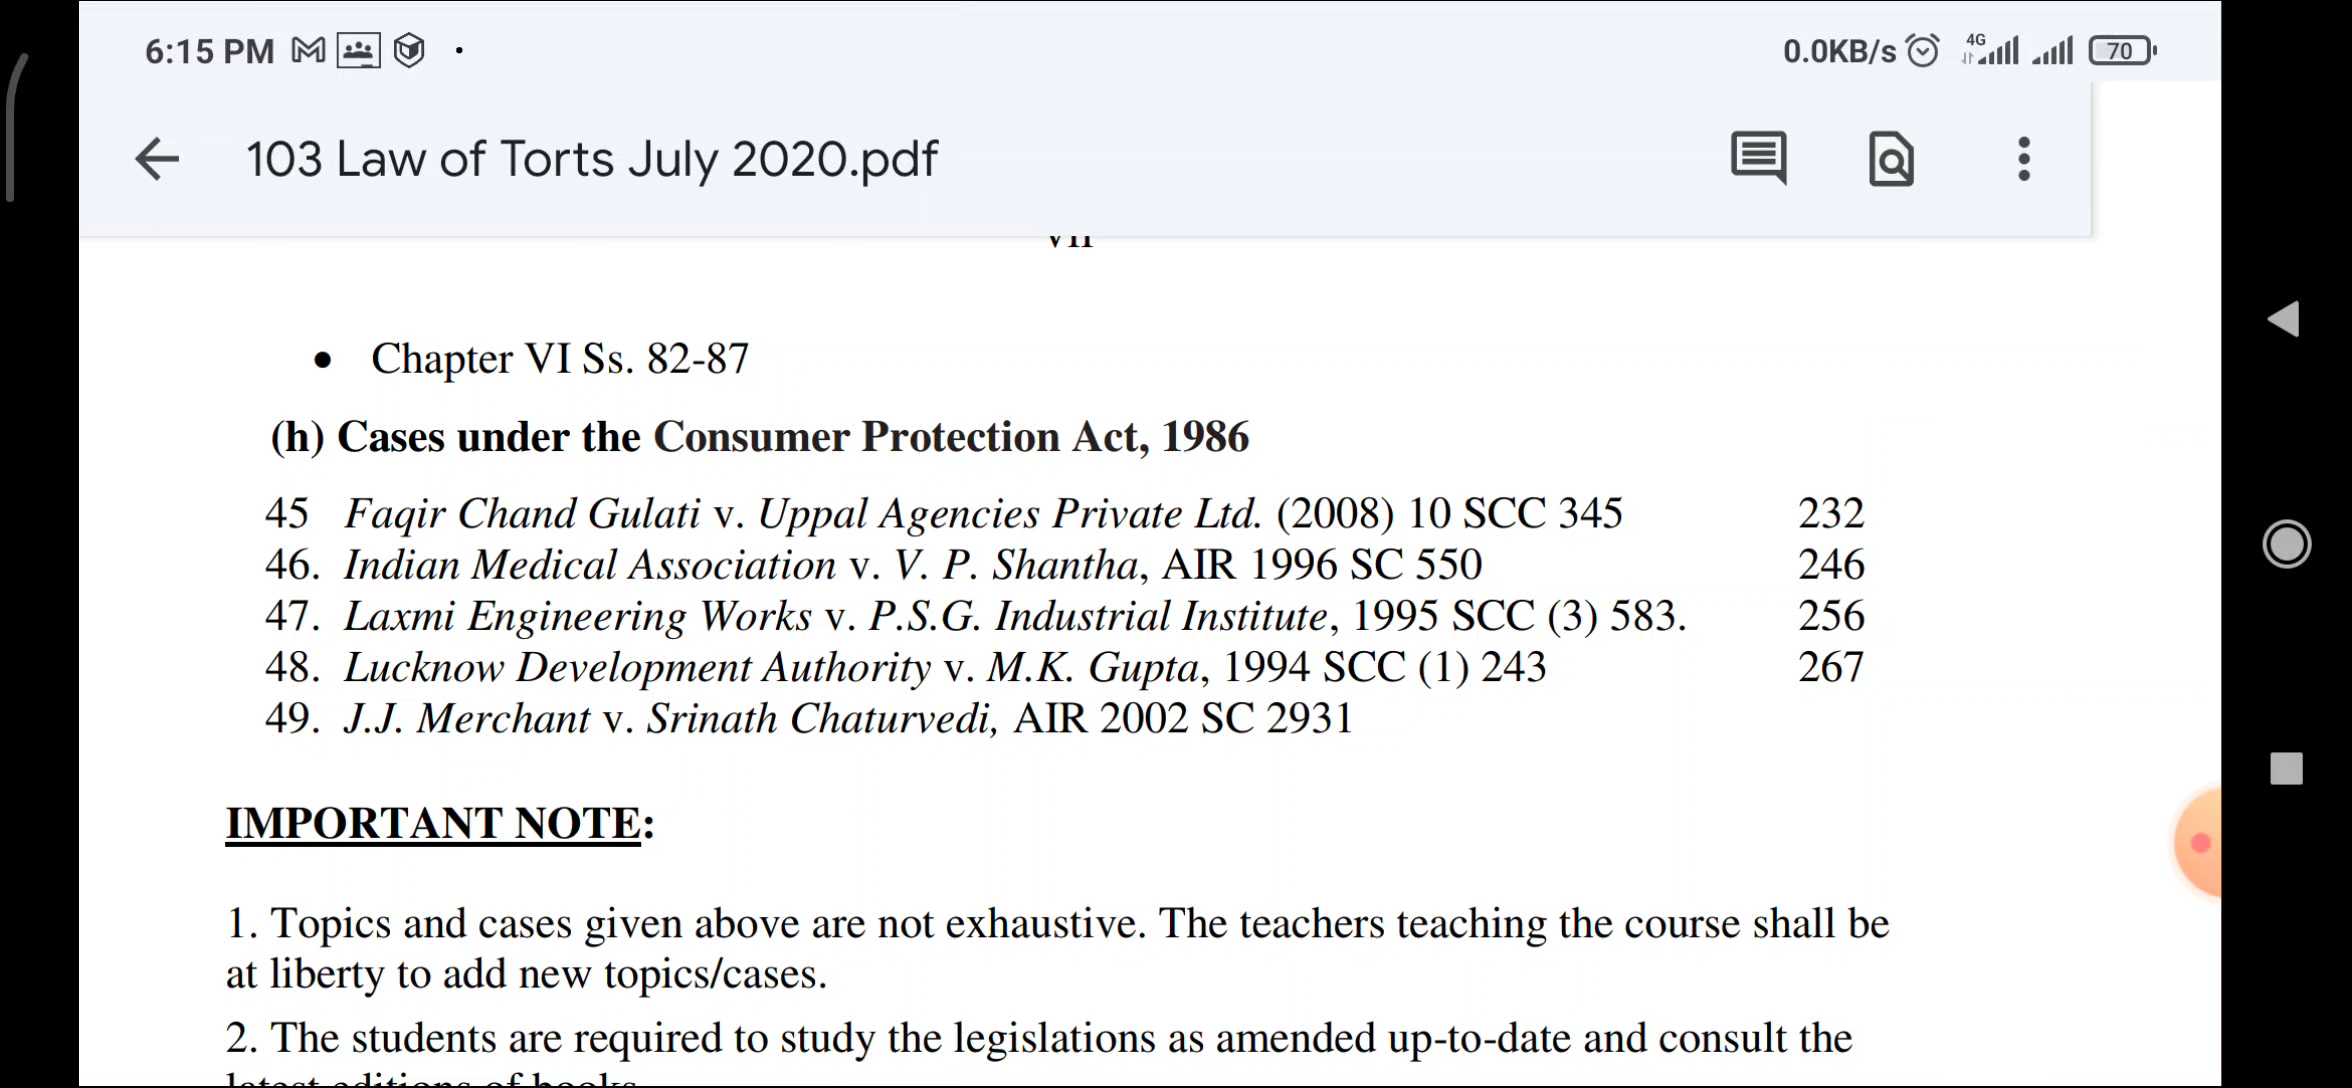 6:15 PM
0.0KB/s 4G 70
103 Law of Torts July 2020.pdf
VII
• Chapter VI Ss. 82-87
(h) Cases under the Consumer Protection Act, 1986
45 Faqir Chand Gulati v. Uppal Agencies Private Ltd. (2008) 10 SCC 345 232
46. Indian Medical Association v. V. P. Shantha, AIR 1996 SC 550 246
47. Laxmi Engineering Works v. P.S.G. Industrial Institute, 1995 SCC (3) 583. 256
48. Lucknow Development Authority v. M.K. Gupta, 1994 SCC (1) 243 267
49. J.J. Merchant v. Srinath Chaturvedi, AIR 2002 SC 2931
IMPORTANT NOTE:
1. Topics and cases given above are not exhaustive. The teachers teaching the course shall be
at liberty to add new topics/cases.
2. The students are required to study the legislations as amended up-to-date and consult the
latest editions of books